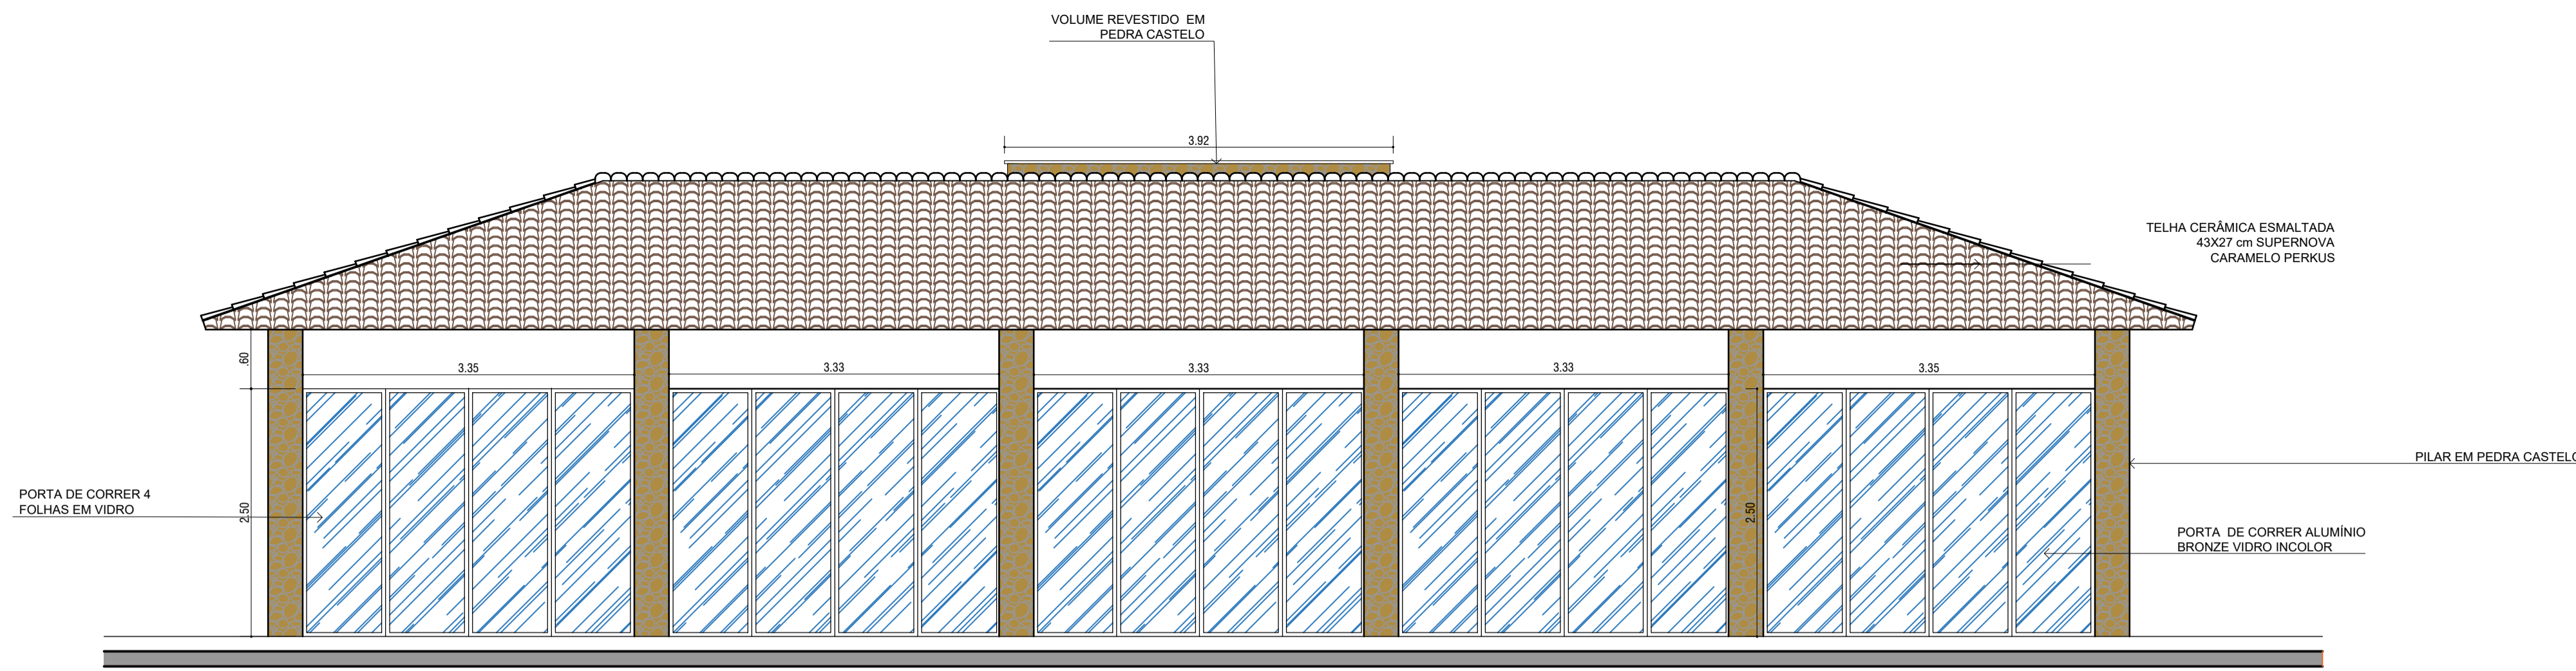 VOLUME REVESTIDO EM
PEDRA CASTELO
3.92
TELHA CERÂMICA ESMALTADA
43X27 cm SUPERNOVA
CARAMELO PERKUS
.60
3.35
3.33
3.33
3.33
3.35
PILAR EM PEDRA CASTELO
PORTA DE CORRER 4
FOLHAS EM VIDRO
2.50
2.50
PORTA DE CORRER ALUMÍNIO
BRONZE VIDRO INCOLOR